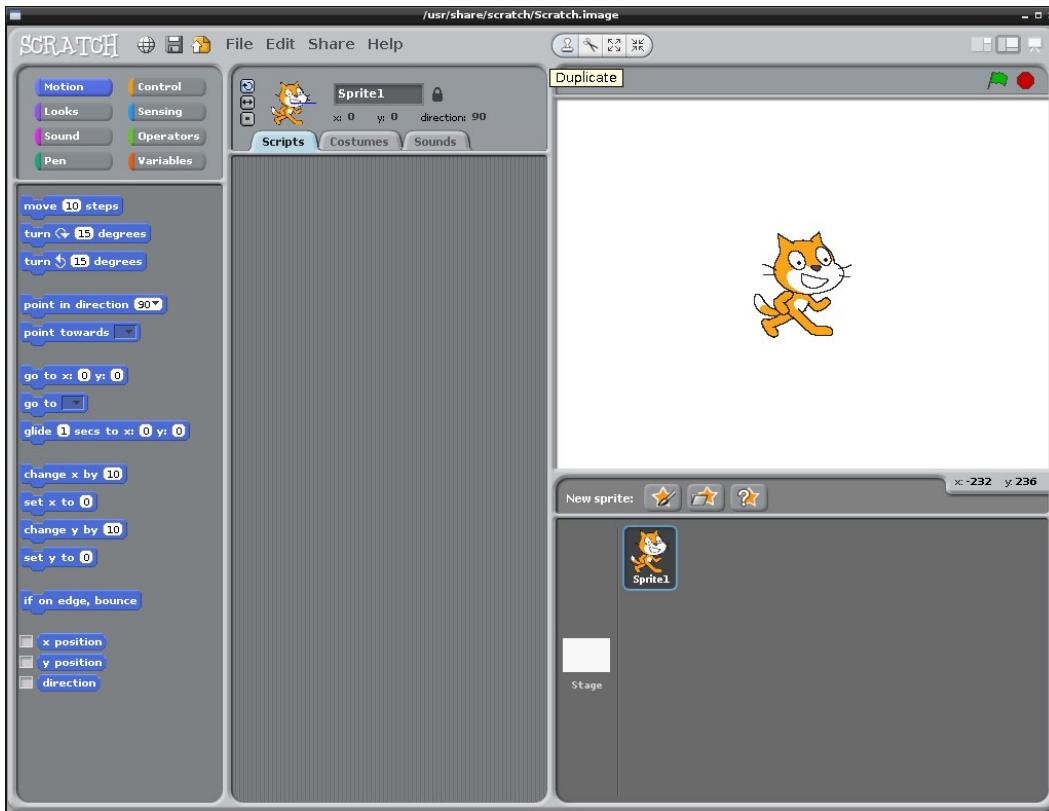 /usr/share/scratch/Scratch.image
SCRATCH File Edit Share Help
Duplicate
Motion Control
Looks Sensing
Sound Operators
Pen Variables
Sprite1
x: 0 y: 0 direction: 90
Scripts Costumes Sounds
move 10 steps
turn 15 degrees
turn 15 degrees
point in direction 90
point towards
go to x: 0 y: 0
go to
glide 1 secs to x: 0 y: 0
change x by 10
set x to 0
change y by 10
set y to 0
if on edge, bounce
x position
y position
direction
x: -232 y: 236
New sprite:
Sprite1
Stage